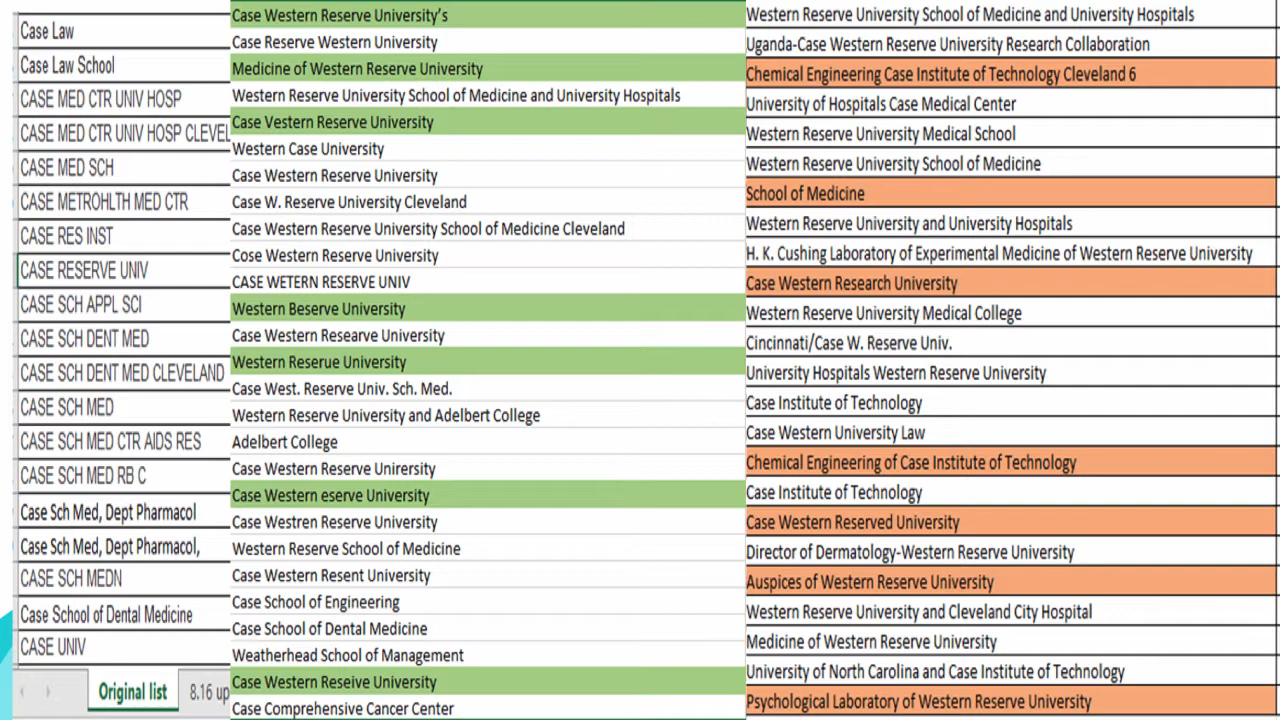 Case Law
Case Law School
CASE MED CTR UNIV HOSP
CASE MED CTR UNIV HOSP CLEVEL
CASE MED SCH
CASE METROHLTH MED CTR
CASE RES INST
CASE RESERVE UNIV
CASE SCH APPL SCI
CASE SCH DENT MED
CASE SCH DENT MED CLEVELAND
CASE SCH MED
CASE SCH MED CTR AIDS RES
CASE SCH MED RB C
Case Sch Med, Dept Pharmacol
Case Sch Med, Dept Pharmacol,
CASE SCH MEDN
Case School of Dental Medicine
CASE UNIV
Original list
8.16 up
Case Western Reserve University's
Case Reserve Western University
Medicine of Western Reserve University
Western Reserve University School of Medicine and University Hospitals
Case Vestern Reserve University
Western Case University
Case Western Reserve University
Case W. Reserve University Cleveland
Case Western Reserve University School of Medicine Cleveland
Cose Western Reserve University
CASE WETERN RESERVE UNIV
Western Beserve University
Case Western Researve University
Western Reserue University
Case West. Reserve Univ. Sch. Med.
Western Reserve University and Adelbert College
Adelbert College
Case Western Reserve Unirersity
Case Western eserve University
Case Westren Reserve University
Western Reserve School of Medicine
Case Western Resent University
Case School of Engineering
Case School of Dental Medicine
Weatherhead School of Management
Case Western Reseive University
Case Comprehensive Cancer Center
Western Reserve University School of Medicine and University Hospitals
Uganda-Case Western Reserve University Research Collaboration
Chemical Engineering Case Institute of Technology Cleveland 6
University of Hospitals Case Medical Center
Western Reserve University Medical School
Western Reserve University School of Medicine
School of Medicine
Western Reserve University and University Hospitals
H. K. Cushing Laboratory of Experimental Medicine of Western Reserve University
Case Western Research University
Western Reserve University Medical College
Cincinnati/Case W. Reserve Univ.
University Hospitals Western Reserve University
Case Institute of Technology
Case Western University Law
Chemical Engineering of Case Institute of Technology
Case Institute of Technology
Case Western Reserved University
Director of Dermatology-Western Reserve University
Auspices of Western Reserve University
Western Reserve University and Cleveland City Hospital
Medicine of Western Reserve University
University of North Carolina and Case Institute of Technology
Psychological Laboratory of Western Reserve University